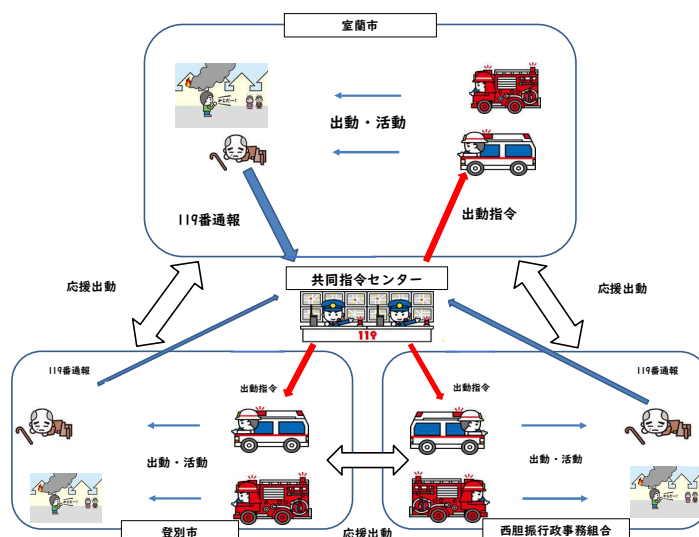 室蘭市
出動・活動
119番通報
出動指令
共同指令センター
応援出動
応援出動
119
119番通報
出動指令
出動・活動
登別市
応援出動
出動指令
119番通報
出動・活動
西胆振行政事務組合